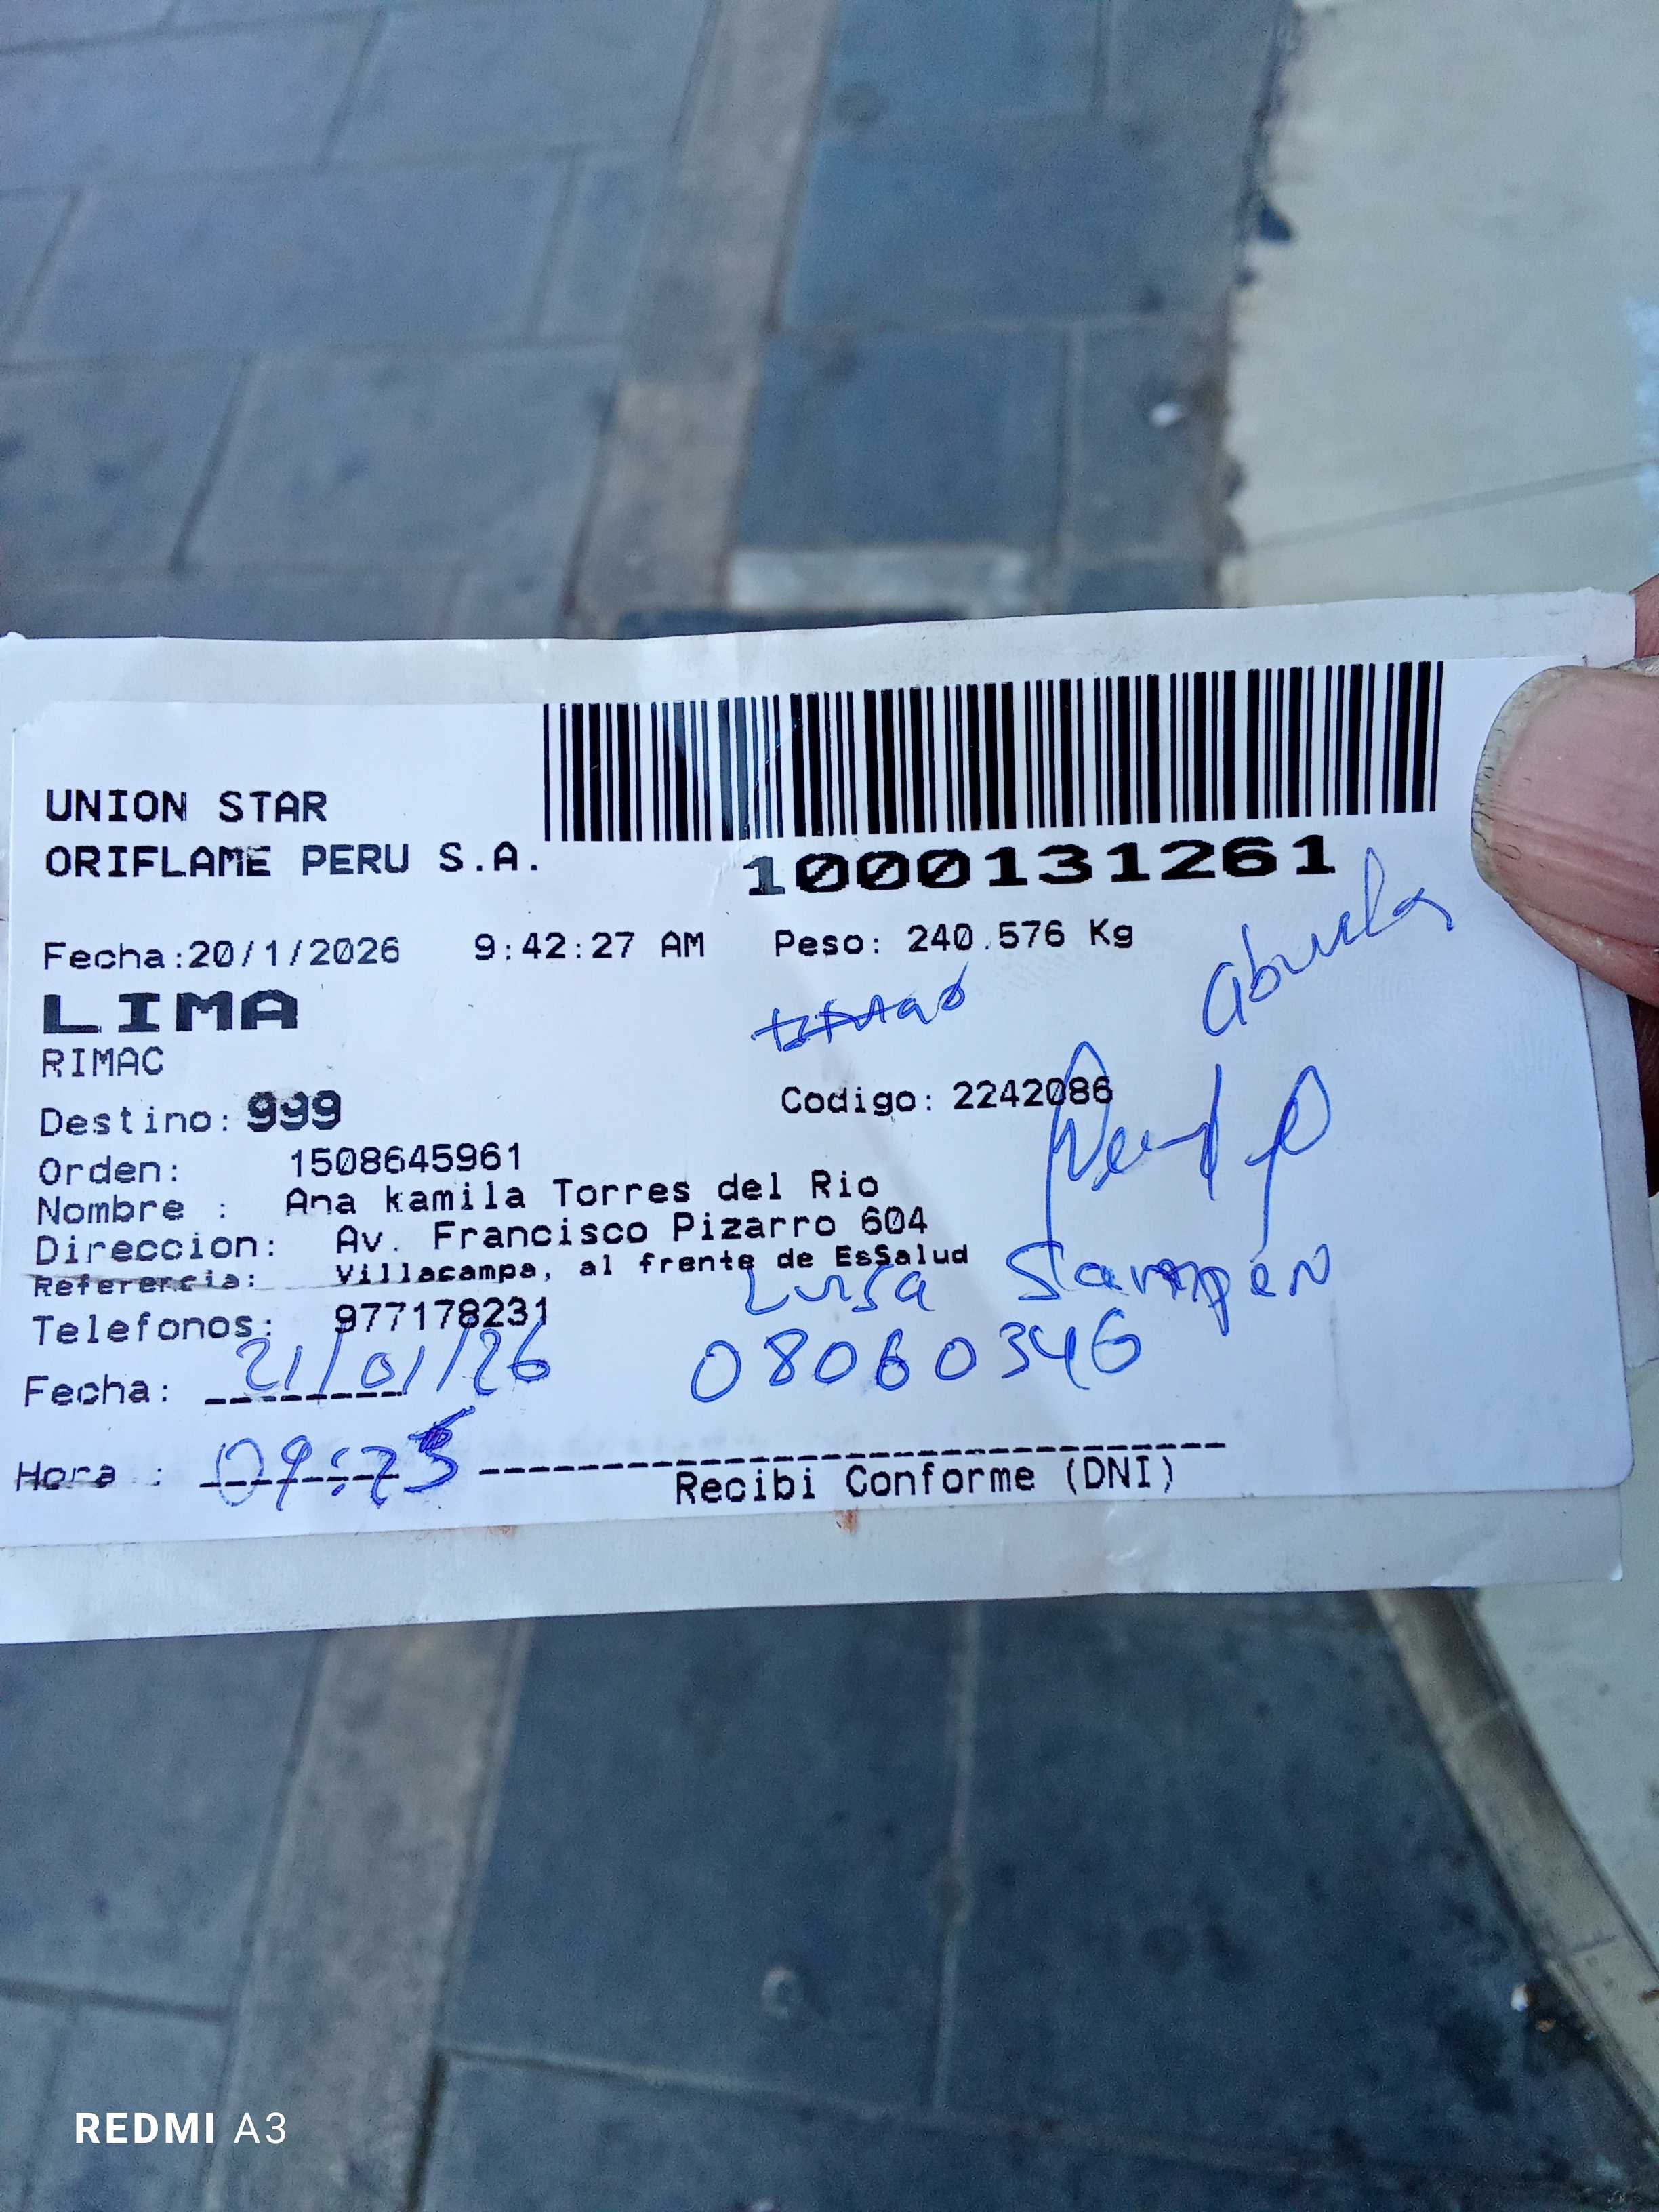 UNION STAR
ORIFLAME PERU S.A.
1000131261
Fecha:20/1/2026 9:42:27 AM Peso: 240.576 Kg
abuela
LIMA
RIMAC
Destino: 999 Codigo: 2242086
Orden: 1508645961
Nombre : Ana kamila Torres del Rio
Direccion: Av. Francisco Pizarro 604
Referencia: Villacampa, al frente de EsSalud
Luisa Sampen
Telefonos: 977178231
08060346
Fecha: 21/01/26
Hora : 09:25
Recibi Conforme (DNI)
REDMI A3